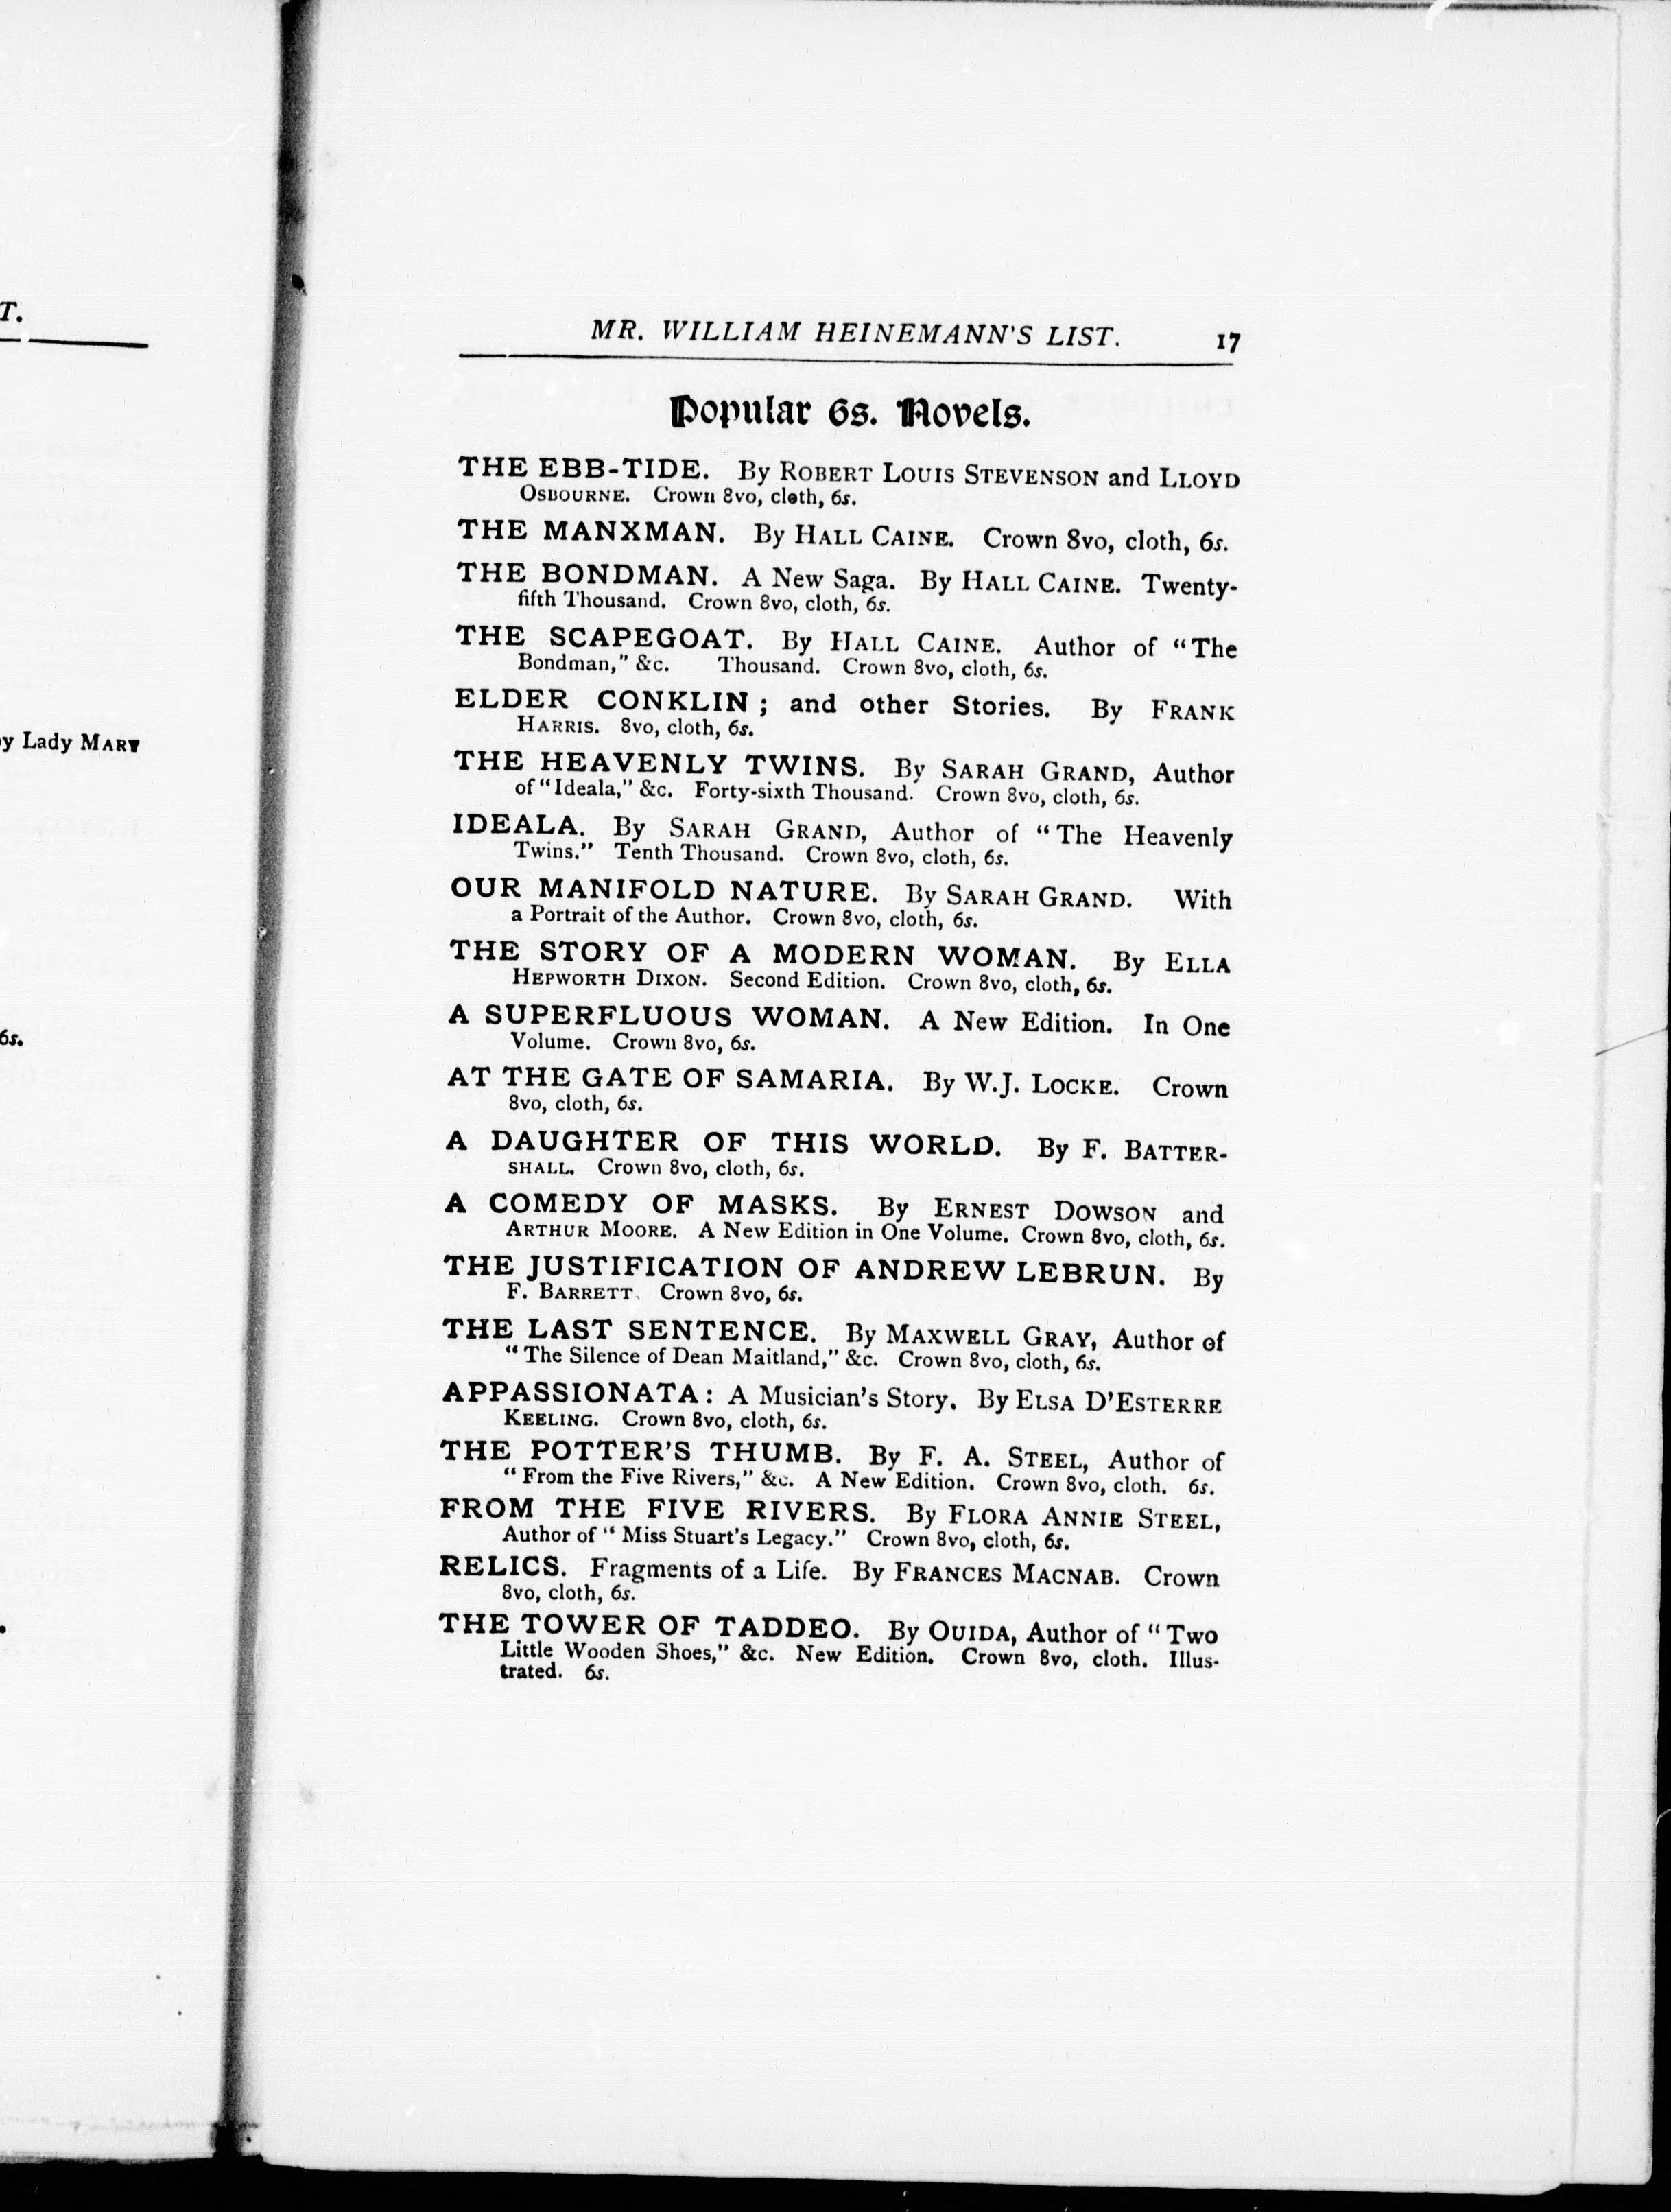 T.
y Lady MARY
6s.
MR. WILLIAM HEINEMANN'S LIST. 17
Popular 6s. Novels.
THE EBB-TIDE. By ROBERT LOUIS STEVENSON and LLOYD
OSBOURNE. Crown 8vo, cloth, 6s.
THE MANXMAN. By HALL CAINE. Crown 8vo, cloth, 6s.
THE BONDMAN. A New Saga. By HALL CAINE. Twenty-
fifth Thousand. Crown 8vo, cloth, 6s.
THE SCAPEGOAT. By HALL CAINE. Author of "The
Bondman," &c. Thousand. Crown 8vo, cloth, 6s.
ELDER CONKLIN; and other Stories. By FRANK
HARRIS. 8vo, cloth, 6s.
THE HEAVENLY TWINS. By SARAH GRAND, Author
of "Ideala," &c. Forty-sixth Thousand. Crown 8vo, cloth, 6s.
IDEALA. By SARAH GRAND, Author of "The Heavenly
Twins." Tenth Thousand. Crown 8vo, cloth, 6s.
OUR MANIFOLD NATURE. By SARAH GRAND. With
a Portrait of the Author. Crown 8vo, cloth, 6s.
THE STORY OF A MODERN WOMAN. By ELLA
HEPWORTH DIXON. Second Edition. Crown 8vo, cloth, 6s.
A SUPERFLUOUS WOMAN. A New Edition. In One
Volume. Crown 8vo, 6s.
AT THE GATE OF SAMARIA. By W.J. LOCKE. Crown
8vo, cloth, 6s.
A DAUGHTER OF THIS WORLD. By F. BATTER-
SHALL. Crown 8vo, cloth, 6s.
A COMEDY OF MASKS. By ERNEST DOWSON and
ARTHUR MOORE. A New Edition in One Volume. Crown 8vo, cloth, 6s.
THE JUSTIFICATION OF ANDREW LEBRUN. By
F. BARRETT. Crown 8vo, 6s.
THE LAST SENTENCE. By MAXWELL GRAY, Author of
"The Silence of Dean Maitland," &c. Crown 8vo, cloth, 6s.
APPASSIONATA: A Musician's Story. By ELSA D'ESTERRE
KEELING. Crown 8vo, cloth, 6s.
THE POTTER'S THUMB. By F. A. STEEL, Author of
"From the Five Rivers," &c. A New Edition. Crown 8vo, cloth. 6s.
FROM THE FIVE RIVERS. By FLORA ANNIE STEEL,
Author of "Miss Stuart's Legacy." Crown 8vo, cloth, 6s.
RELICS. Fragments of a Life. By FRANCES MACNAB. Crown
8vo, cloth, 6s.
THE TOWER OF TADDEO. By OUIDA, Author of "Two
Little Wooden Shoes," &c. New Edition. Crown 8vo, cloth. Illus-
trated. 6s.